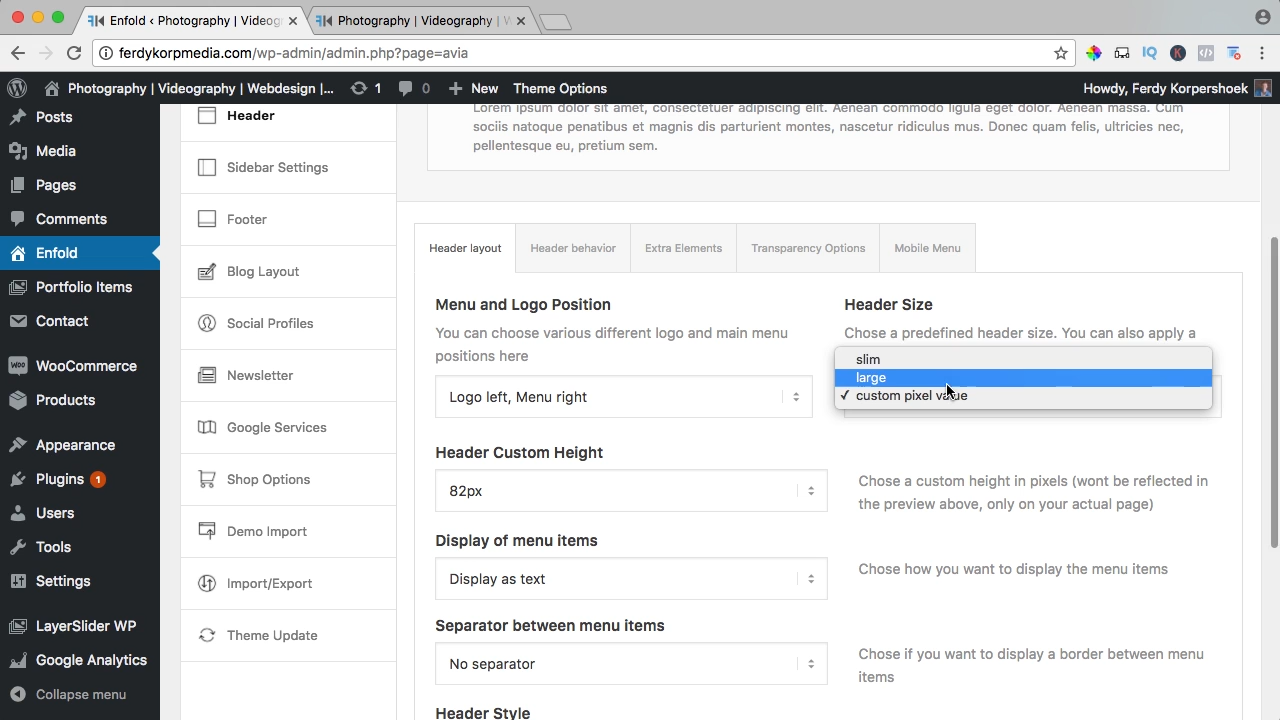 Enfold ‹ Photography | Videog
Photography | Videography |
ferdykorpmedia.com/wp-admin/admin.php?page=avia
Photography | Videography | Webdesign |...
1
0
New
Theme Options
Howdy, Ferdy Korpershoek
Posts
Media
Pages
Comments
Enfold
Portfolio Items
Contact
WooCommerce
Products
Appearance
Plugins 1
Users
Tools
Settings
LayerSlider WP
Google Analytics
Collapse menu
Header
Sidebar Settings
Footer
Blog Layout
Social Profiles
Newsletter
Google Services
Shop Options
Demo Import
Import/Export
Theme Update
Lorem ipsum dolor sit amet, consectetuer adipiscing elit. Aenean commodo ligula eget dolor. Aenean massa. Cum
sociis natoque penatibus et magnis dis parturient montes, nascetur ridiculus mus. Donec quam felis, ultricies nec,
pellentesque eu, pretium sem.
Header layout
Header behavior
Extra Elements
Transparency Options
Mobile Menu
Menu and Logo Position
You can choose various different logo and main menu
positions here
Logo left, Menu right
Header Size
Chose a predefined header size. You can also apply a
slim
large
custom pixel value
Header Custom Height
82px
Chose a custom height in pixels (wont be reflected in
the preview above, only on your actual page)
Display of menu items
Display as text
Chose how you want to display the menu items
Separator between menu items
No separator
Chose if you want to display a border between menu
items
Header Style